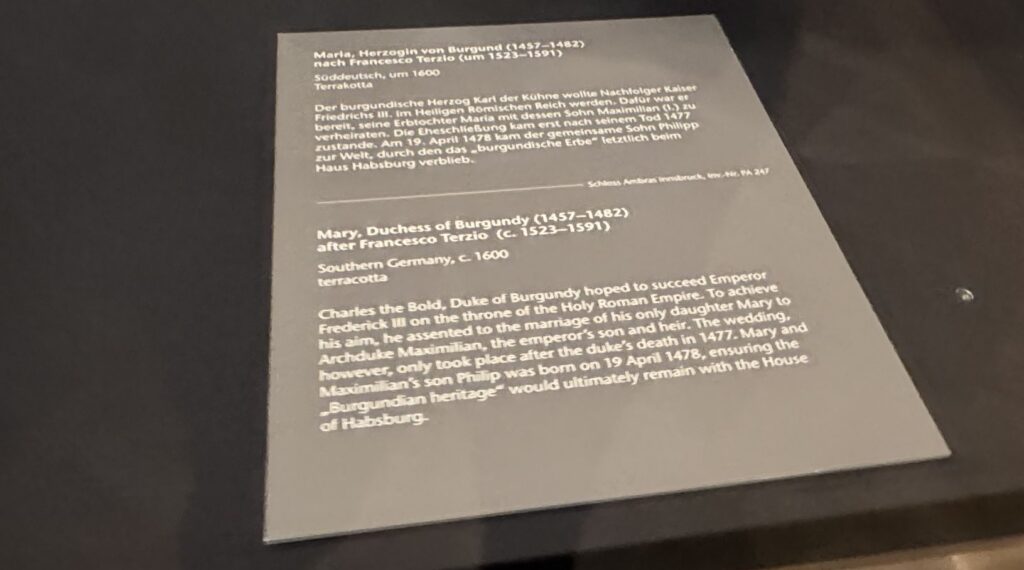 Maria, Herzogin von Burgund (1457–1482)
nach Francesco Terzio (um 1523–1591)
Süddeutsch, um 1600
Terrakotta
Der burgundische Herzog Karl der Kühne wollte Nachfolger Kaiser
Friedrichs III. im Heiligen Römischen Reich werden. Dafür war er
bereit, seine Erbtochter Maria mit dessen Sohn Maximilian (I.) zu
verheiraten. Die Eheschließung kam erst nach seinem Tod 1477
zustande. Am 19. April 1478 kam der gemeinsame Sohn Philipp
zur Welt, durch den das „burgundische Erbe“ letztlich beim
Haus Habsburg verblieb.
Schloss Ambras Innsbruck, Inv.-Nr. PA 247
Mary, Duchess of Burgundy (1457–1482)
after Francesco Terzio (c. 1523–1591)
Southern Germany, c. 1600
terracotta
Charles the Bold, Duke of Burgundy hoped to succeed Emperor
Frederick III on the throne of the Holy Roman Empire. To achieve
his aim, he assented to the marriage of his only daughter Mary to
Archduke Maximilian, the emperor’s son and heir. The wedding,
however, only took place after the duke’s death in 1477. Mary and
Maximilian’s son Philip was born on 19 April 1478, ensuring the
„Burgundian heritage“ would ultimately remain with the House
of Habsburg.